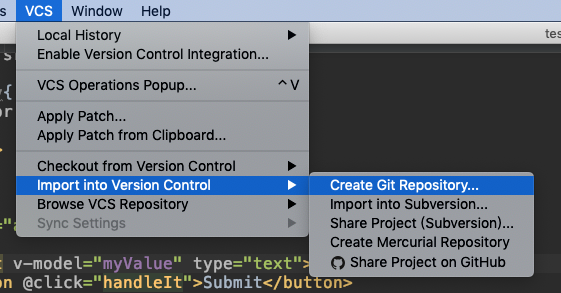 s VCS Window Help
tes
Local History
Enable Version Control Integration...
VCS Operations Popup... ^V
Apply Patch...
Apply Patch from Clipboard...
Checkout from Version Control
Import into Version Control
Browse VCS Repository
Sync Settings
Create Git Repository...
Import into Subversion...
Share Project (Subversion)...
Create Mercurial Repository
Share Project on GitHub
v-model="myValue" type="text">
on @click="handleIt">Submit</button>